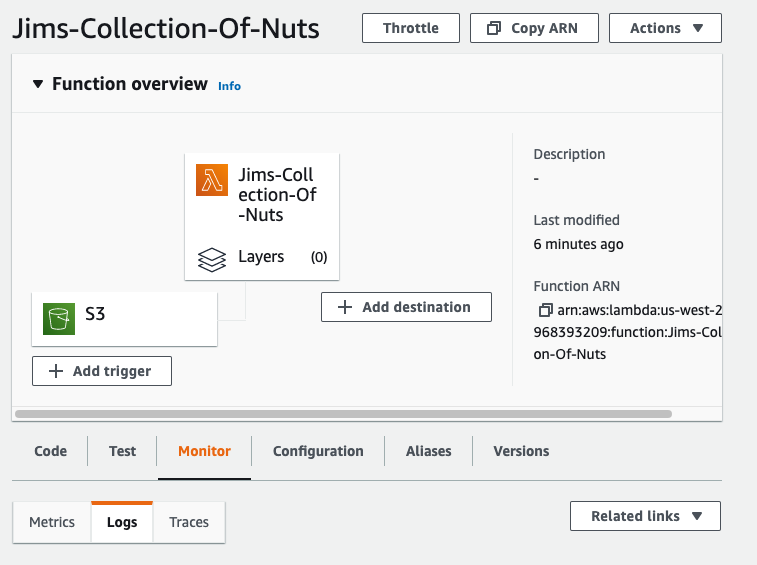 Jims-Collection-Of-Nuts
Throttle
Copy ARN
Actions
Function overview Info
Jims-Coll
ection-Of
-Nuts
Layers (0)
S3
Add destination
Add trigger
Description
-
Last modified
6 minutes ago
Function ARN
arn:aws:lambda:us-west-2
968393209:function:Jims-Col
on-Of-Nuts
Code
Test
Monitor
Configuration
Aliases
Versions
Metrics
Logs
Traces
Related links